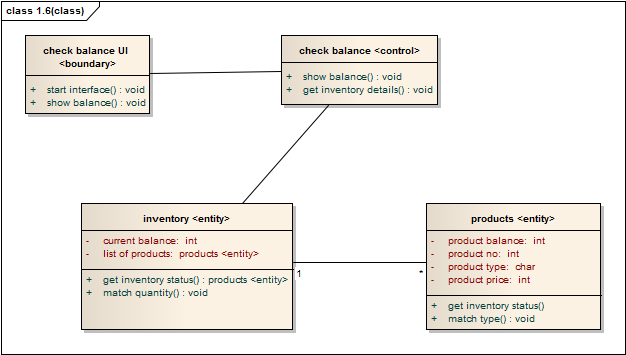 class 1.6(class)
check balance UI
<boundary>
+ start interface() : void
+ show balance() : void
check balance <control>
+ show balance() : void
+ get inventory details() : void
inventory <entity>
- current balance: int
- list of products: products <entity>
+ get inventory status() : products <entity>
+ match quantity() : void
1
*
products <entity>
- product balance: int
- product no: int
- product type: char
- product price: int
+ get inventory status()
+ match type() : void